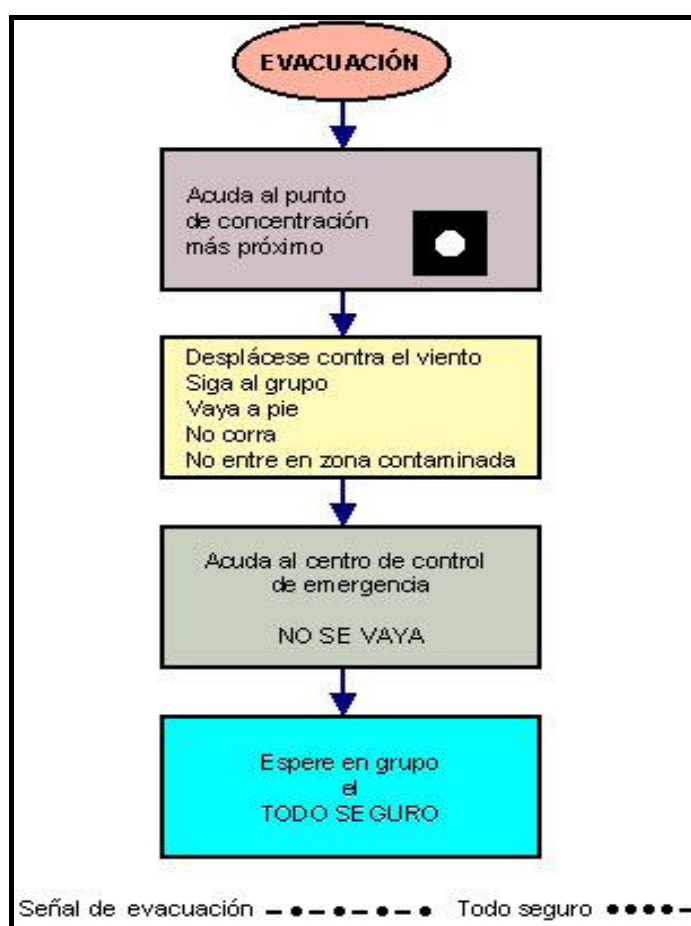 EVACUACIÓN
Acuda al punto
de concentración
más próximo
Desplácese contra el viento
Siga al grupo
Vaya a pie
No corra
No entre en zona contaminada
Acuda al centro de control
de emergencia
NO SE VAYA
Espere en grupo
el
TODO SEGURO
Señal de evacuación Todo seguro